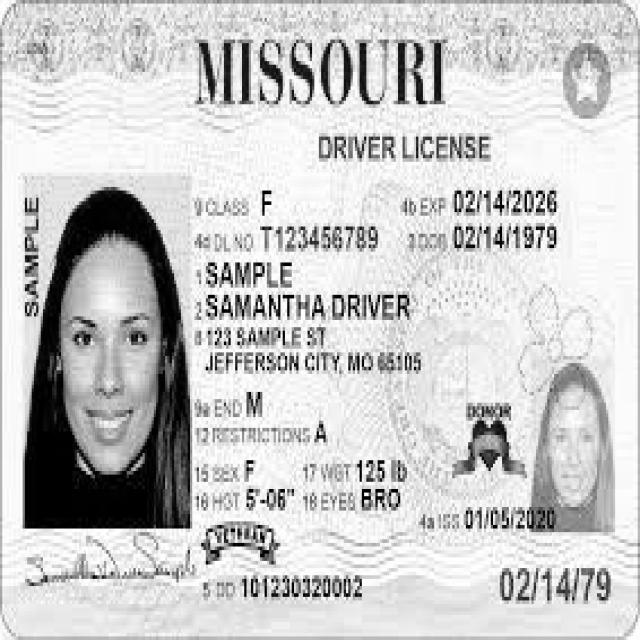 MISSOURI
DRIVER LICENSE
SAMPLE
9 CLASS F 4b EXP 02/14/2026
4d DL NO T123456789 3 DOB 02/14/1979
1 SAMPLE
2 SAMANTHA DRIVER
8 123 SAMPLE ST
JEFFERSON CITY, MO 65105
9a END M
12 RESTRICTIONS A
DONOR
15 SEX F 17 WGT 125 lb
16 HGT 5'-06" 18 EYES BRO
4a ISS 01/05/2020
VETERAN
Samantha Driver Sample
5 DD 101230320002
02/14/79